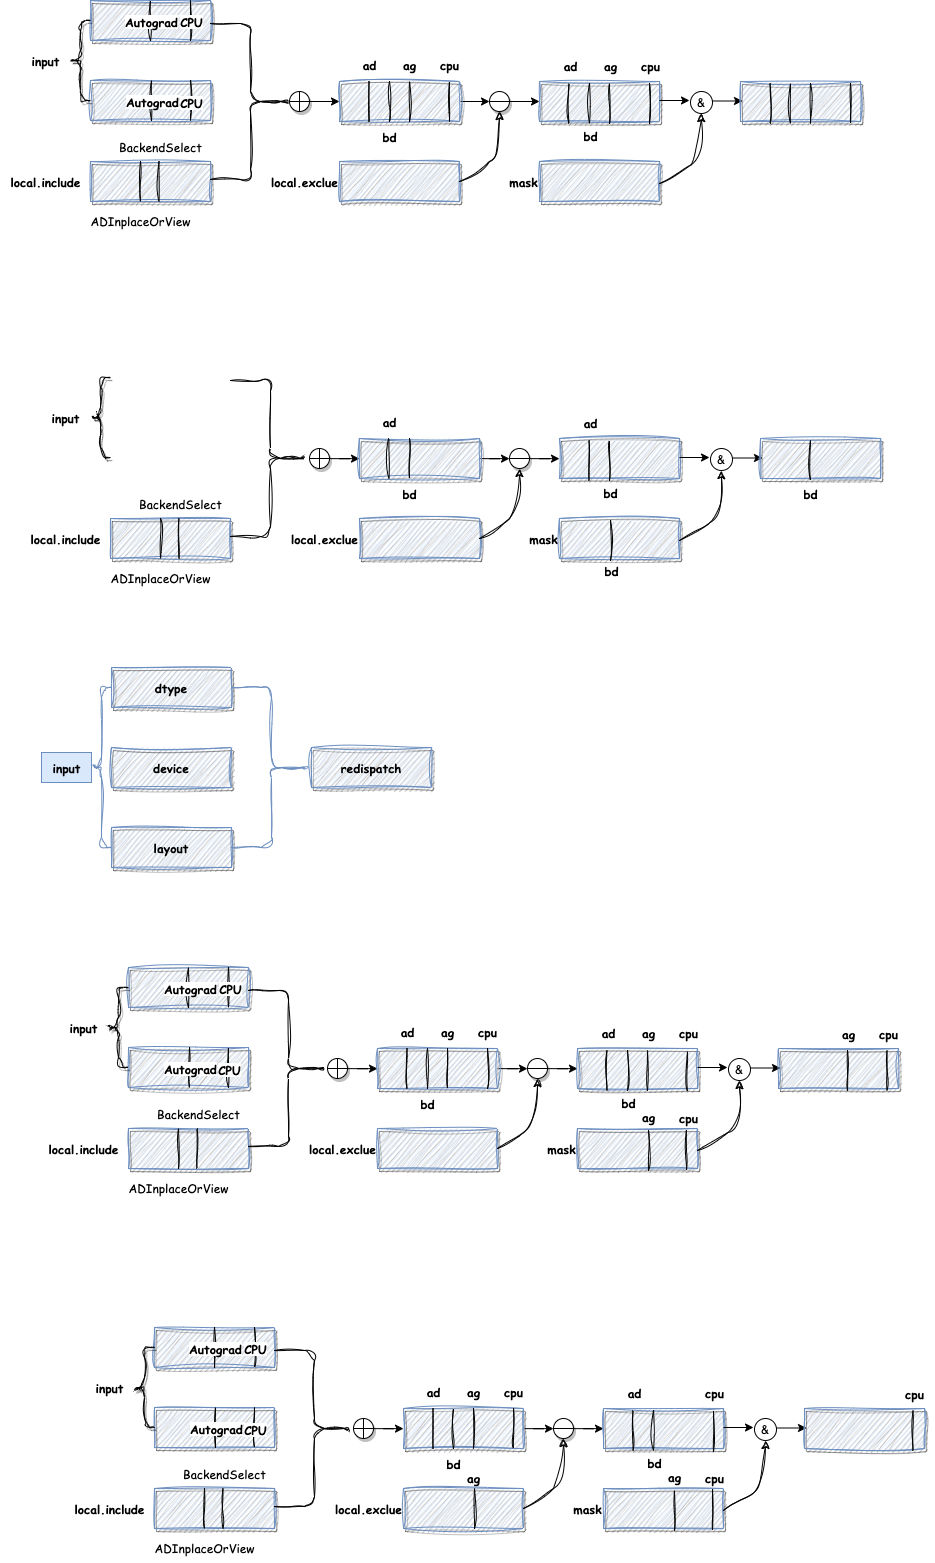 Autograd CPU
input
ad ag cpu
ad ag cpu
Autograd CPU
&
bd
bd
BackendSelect
local.include
local.exclue
mask
ADInplaceOrView
input
ad
ad
&
bd
bd
bd
BackendSelect
local.include
local.exclue
mask
bd
ADInplaceOrView
dtype
input
device
redispatch
layout
Autograd CPU
input
ad ag cpu
ad ag cpu
ag cpu
Autograd CPU
&
bd
bd
BackendSelect
ag cpu
local.include
local.exclue
mask
ADInplaceOrView
Autograd CPU
input
ad ag cpu
ad cpu
cpu
Autograd CPU
&
bd
bd
BackendSelect
ag
ag cpu
local.include
local.exclue
mask
ADInplaceOrView